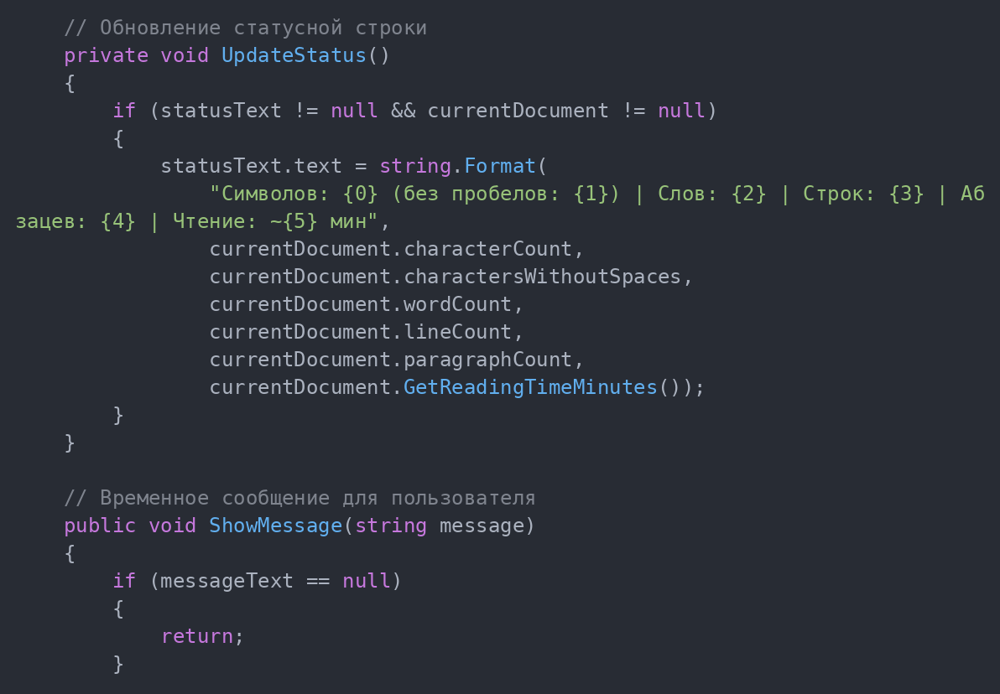 // Обновление статусной строки
private void UpdateStatus()
{
if (statusText != null && currentDocument != null)
{
statusText.text = string.Format(
"Символов: {0} (без пробелов: {1}) | Слов: {2} | Строк: {3} | Аб
зацев: {4} | Чтение: ~{5} мин",
currentDocument.characterCount,
currentDocument.charactersWithoutSpaces,
currentDocument.wordCount,
currentDocument.lineCount,
currentDocument.paragraphCount,
currentDocument.GetReadingTimeMinutes());
}
}
// Временное сообщение для пользователя
public void ShowMessage(string message)
{
if (messageText == null)
{
return;
}